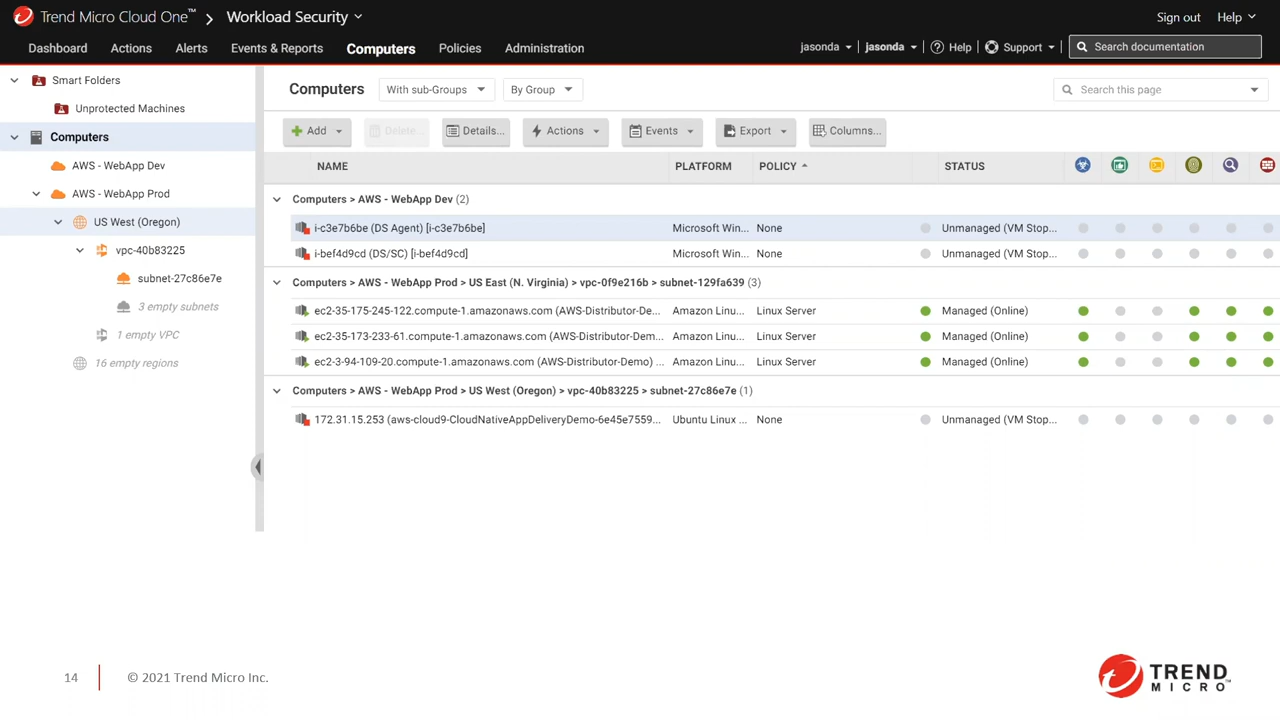 Trend Micro Cloud One™ > Workload Security
Sign out Help
Dashboard Actions Alerts Events & Reports Computers Policies Administration
jasonda jasonda Help Support Search documentation
Smart Folders
Unprotected Machines
Computers
AWS - WebApp Dev
AWS - WebApp Prod
US West (Oregon)
vpc-40b83225
subnet-27c86e7e
3 empty subnets
1 empty VPC
16 empty regions
Computers With sub-Groups By Group Search this page
Add Delete... Details... Actions Events Export Columns...
NAME PLATFORM POLICY STATUS
Computers > AWS - WebApp Dev (2)
i-c3e7b6be (DS Agent) [i-c3e7b6be] Microsoft Win... None Unmanaged (VM Stop...
i-bef4d9cd (DS/SC) [i-bef4d9cd] Microsoft Win... None Unmanaged (VM Stop...
Computers > AWS - WebApp Prod > US East (N. Virginia) > vpc-0f9e216b > subnet-129fa639 (3)
ec2-35-175-245-122.compute-1.amazonaws.com (AWS-Distributor-De... Amazon Linu... Linux Server Managed (Online)
ec2-35-173-233-61.compute-1.amazonaws.com (AWS-Distributor-Dem... Amazon Linu... Linux Server Managed (Online)
ec2-3-94-109-20.compute-1.amazonaws.com (AWS-Distributor-Demo) ... Amazon Linu... Linux Server Managed (Online)
Computers > AWS - WebApp Prod > US West (Oregon) > vpc-40b83225 > subnet-27c86e7e (1)
172.31.15.253 (aws-cloud9-CloudNativeAppDeliveryDemo-6e45e7559... Ubuntu Linux ... None Unmanaged (VM Stop...
14 © 2021 Trend Micro Inc.
TREND
MICRO™